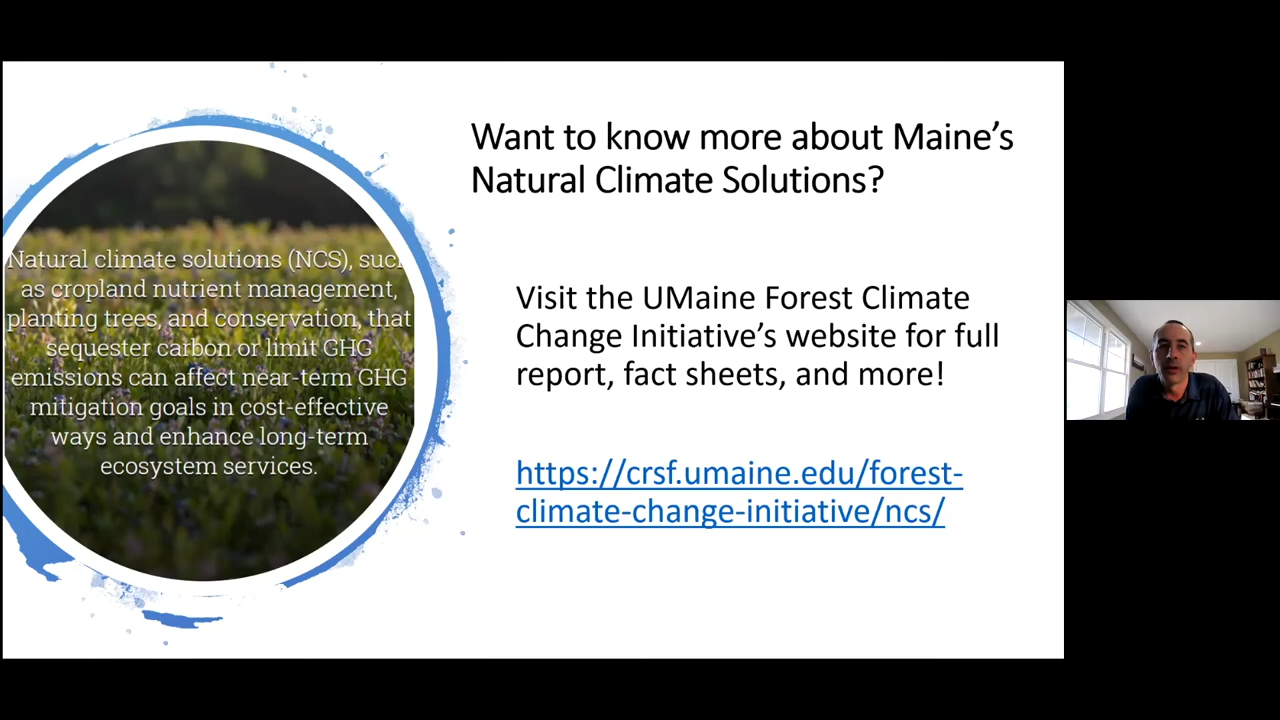 Want to know more about Maine’s
Natural Climate Solutions?
Natural climate solutions (NCS), such
as cropland nutrient management,
planting trees, and conservation, that
sequester carbon or limit GHG
emissions can affect near-term GHG
mitigation goals in cost-effective
ways and enhance long-term
ecosystem services.
Visit the UMaine Forest Climate
Change Initiative’s website for full
report, fact sheets, and more!
https://crsf.umaine.edu/forest-
climate-change-initiative/ncs/